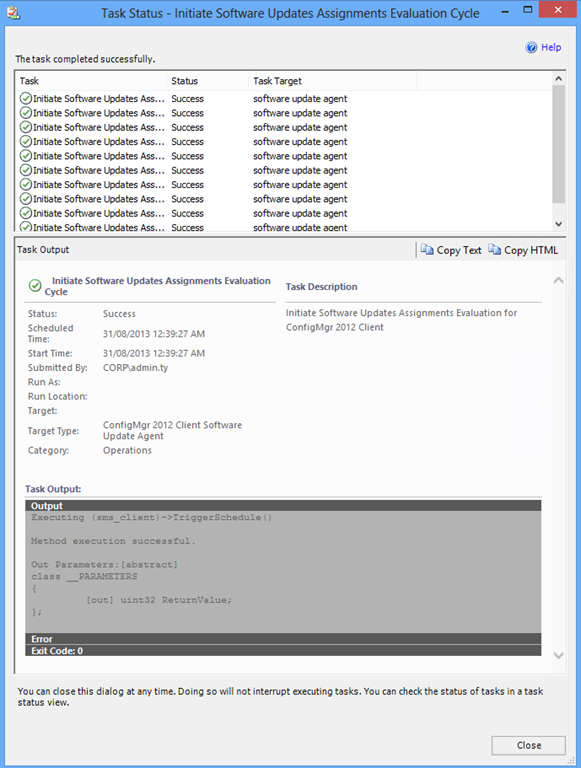 Task Status - Initiate Software Updates Assignments Evaluation Cycle
Help
The task completed successfully.
Task Status Task Target
Initiate Software Updates Ass... Success software update agent
Initiate Software Updates Ass... Success software update agent
Initiate Software Updates Ass... Success software update agent
Initiate Software Updates Ass... Success software update agent
Initiate Software Updates Ass... Success software update agent
Initiate Software Updates Ass... Success software update agent
Initiate Software Updates Ass... Success software update agent
Initiate Software Updates Ass... Success software update agent
Initiate Software Updates Ass... Success software update agent
Initiate Software Updates Ass... Success software update agent
Task Output Copy Text Copy HTML
Initiate Software Updates Assignments Evaluation
Cycle
Task Description
Initiate Software Updates Assignments Evaluation for
ConfigMgr 2012 Client
Status: Success
Scheduled
Time: 31/08/2013 12:39:27 AM
Start Time: 31/08/2013 12:39:27 AM
Submitted By: CORP\admin.ty
Run As:
Run Location:
Target:
Target Type: ConfigMgr 2012 Client Software
Update Agent
Category: Operations
Task Output:
Output
Executing (sms_client)->TriggerSchedule()
Method execution successful.
Out Parameters:[abstract]
class __PARAMETERS
{
[out] uint32 ReturnValue;
};
Error
Exit Code: 0
You can close this dialog at any time. Doing so will not interrupt executing tasks. You can check the status of tasks in a task
status view.
Close